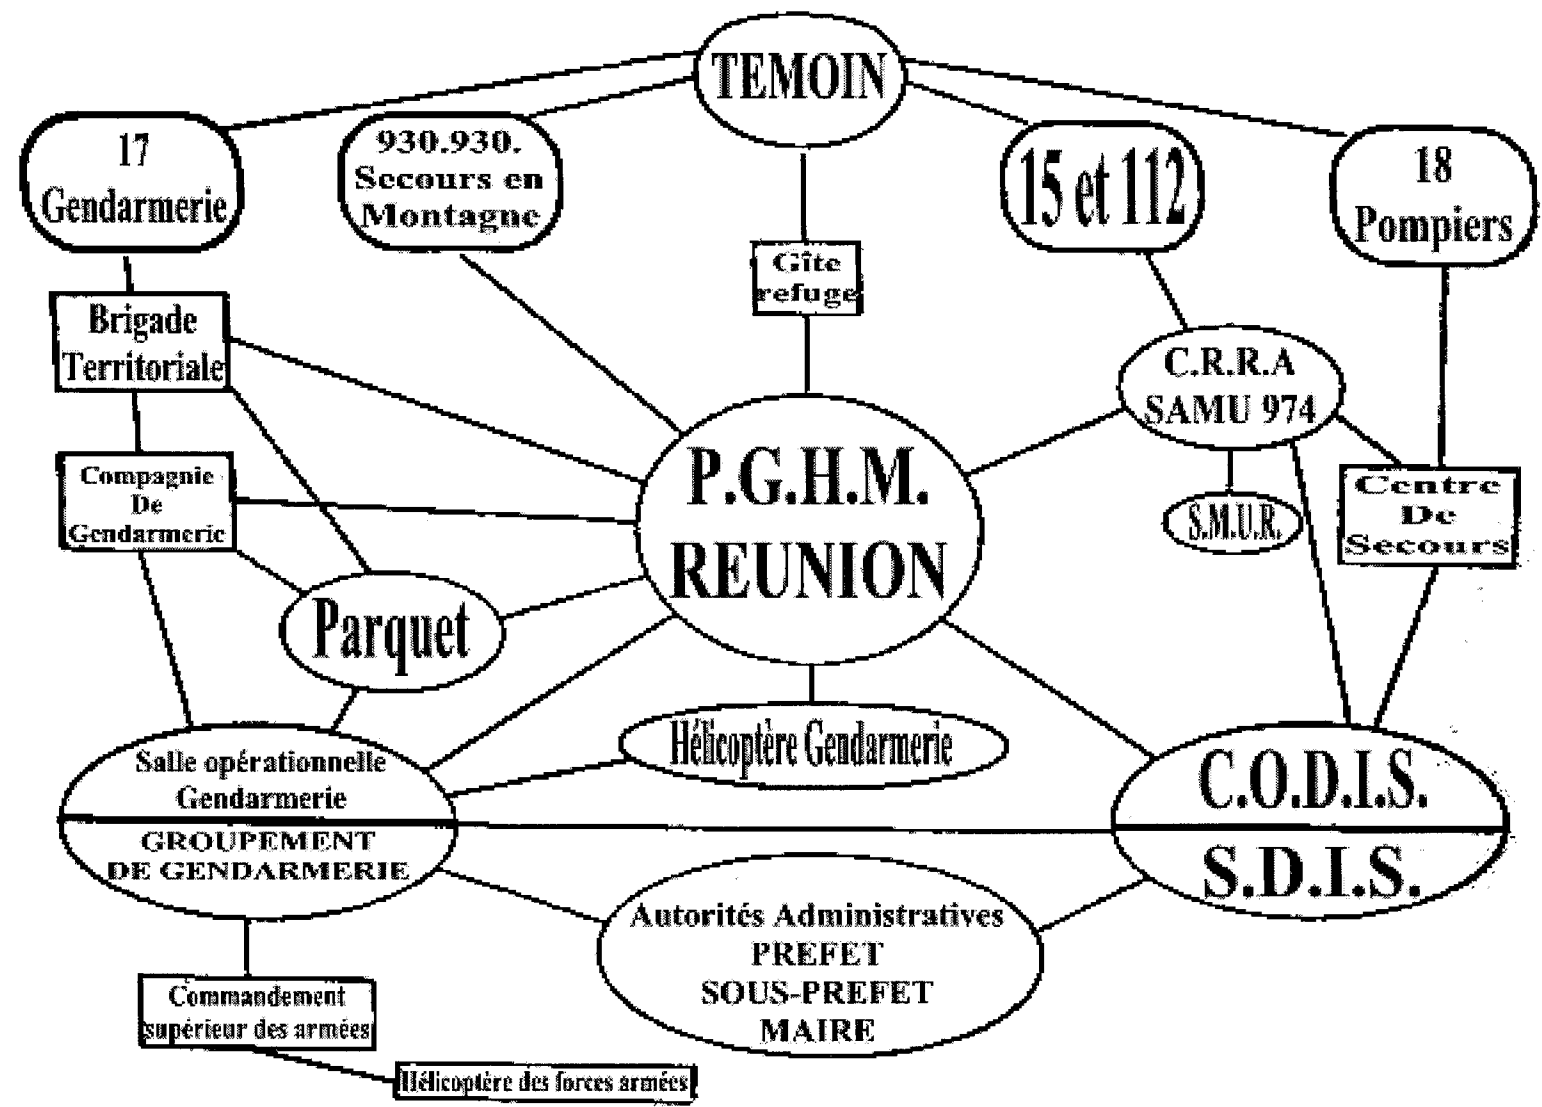 TEMOIN
17
Gendarmerie
930.930.
Secours en
Montagne
15 et 112
18
Pompiers
Gîte
refuge
Brigade
Territoriale
C.R.R.A
SAMU 974
Compagnie
De
Gendarmerie
P.G.H.M.
REUNION
S.M.U.R.
Centre
De
Secours
Parquet
Hélicoptère Gendarmerie
Salle opérationnelle
Gendarmerie
GROUPEMENT
DE GENDARMERIE
C.O.D.I.S.
S.D.I.S.
Autorités Administratives
PREFET
SOUS-PREFET
MAIRE
Commandement
supérieur des armées
Hélicoptère des forces armées